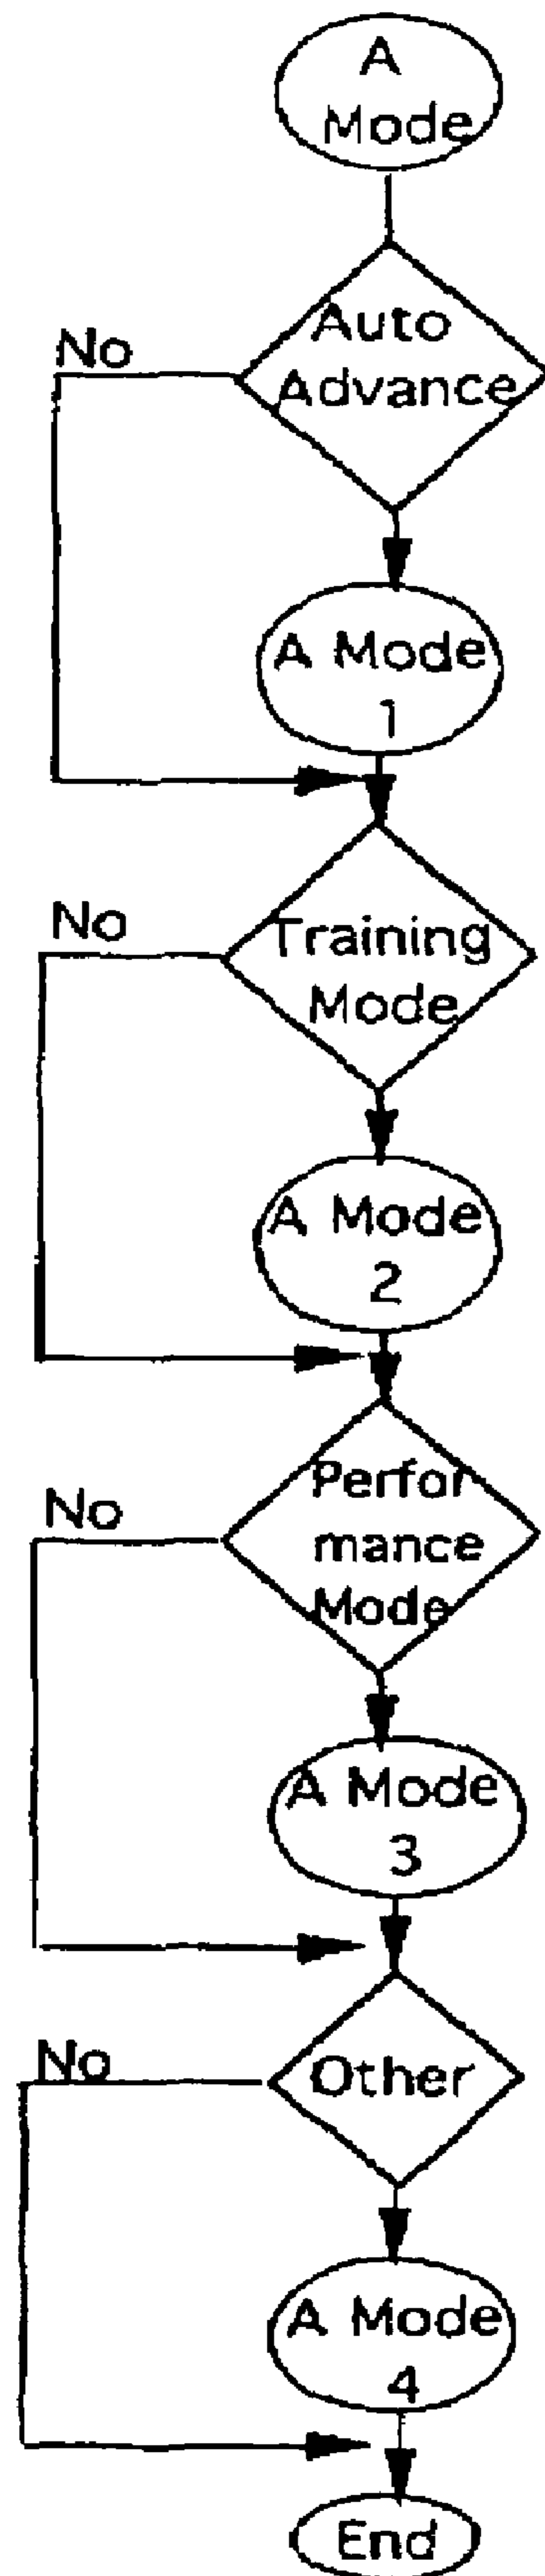 A
Mode
Auto
Advance
No
A Mode
1
Training
Mode
No
A Mode
2
Perfor
mance
Mode
No
A Mode
3
Other
No
A Mode
4
End